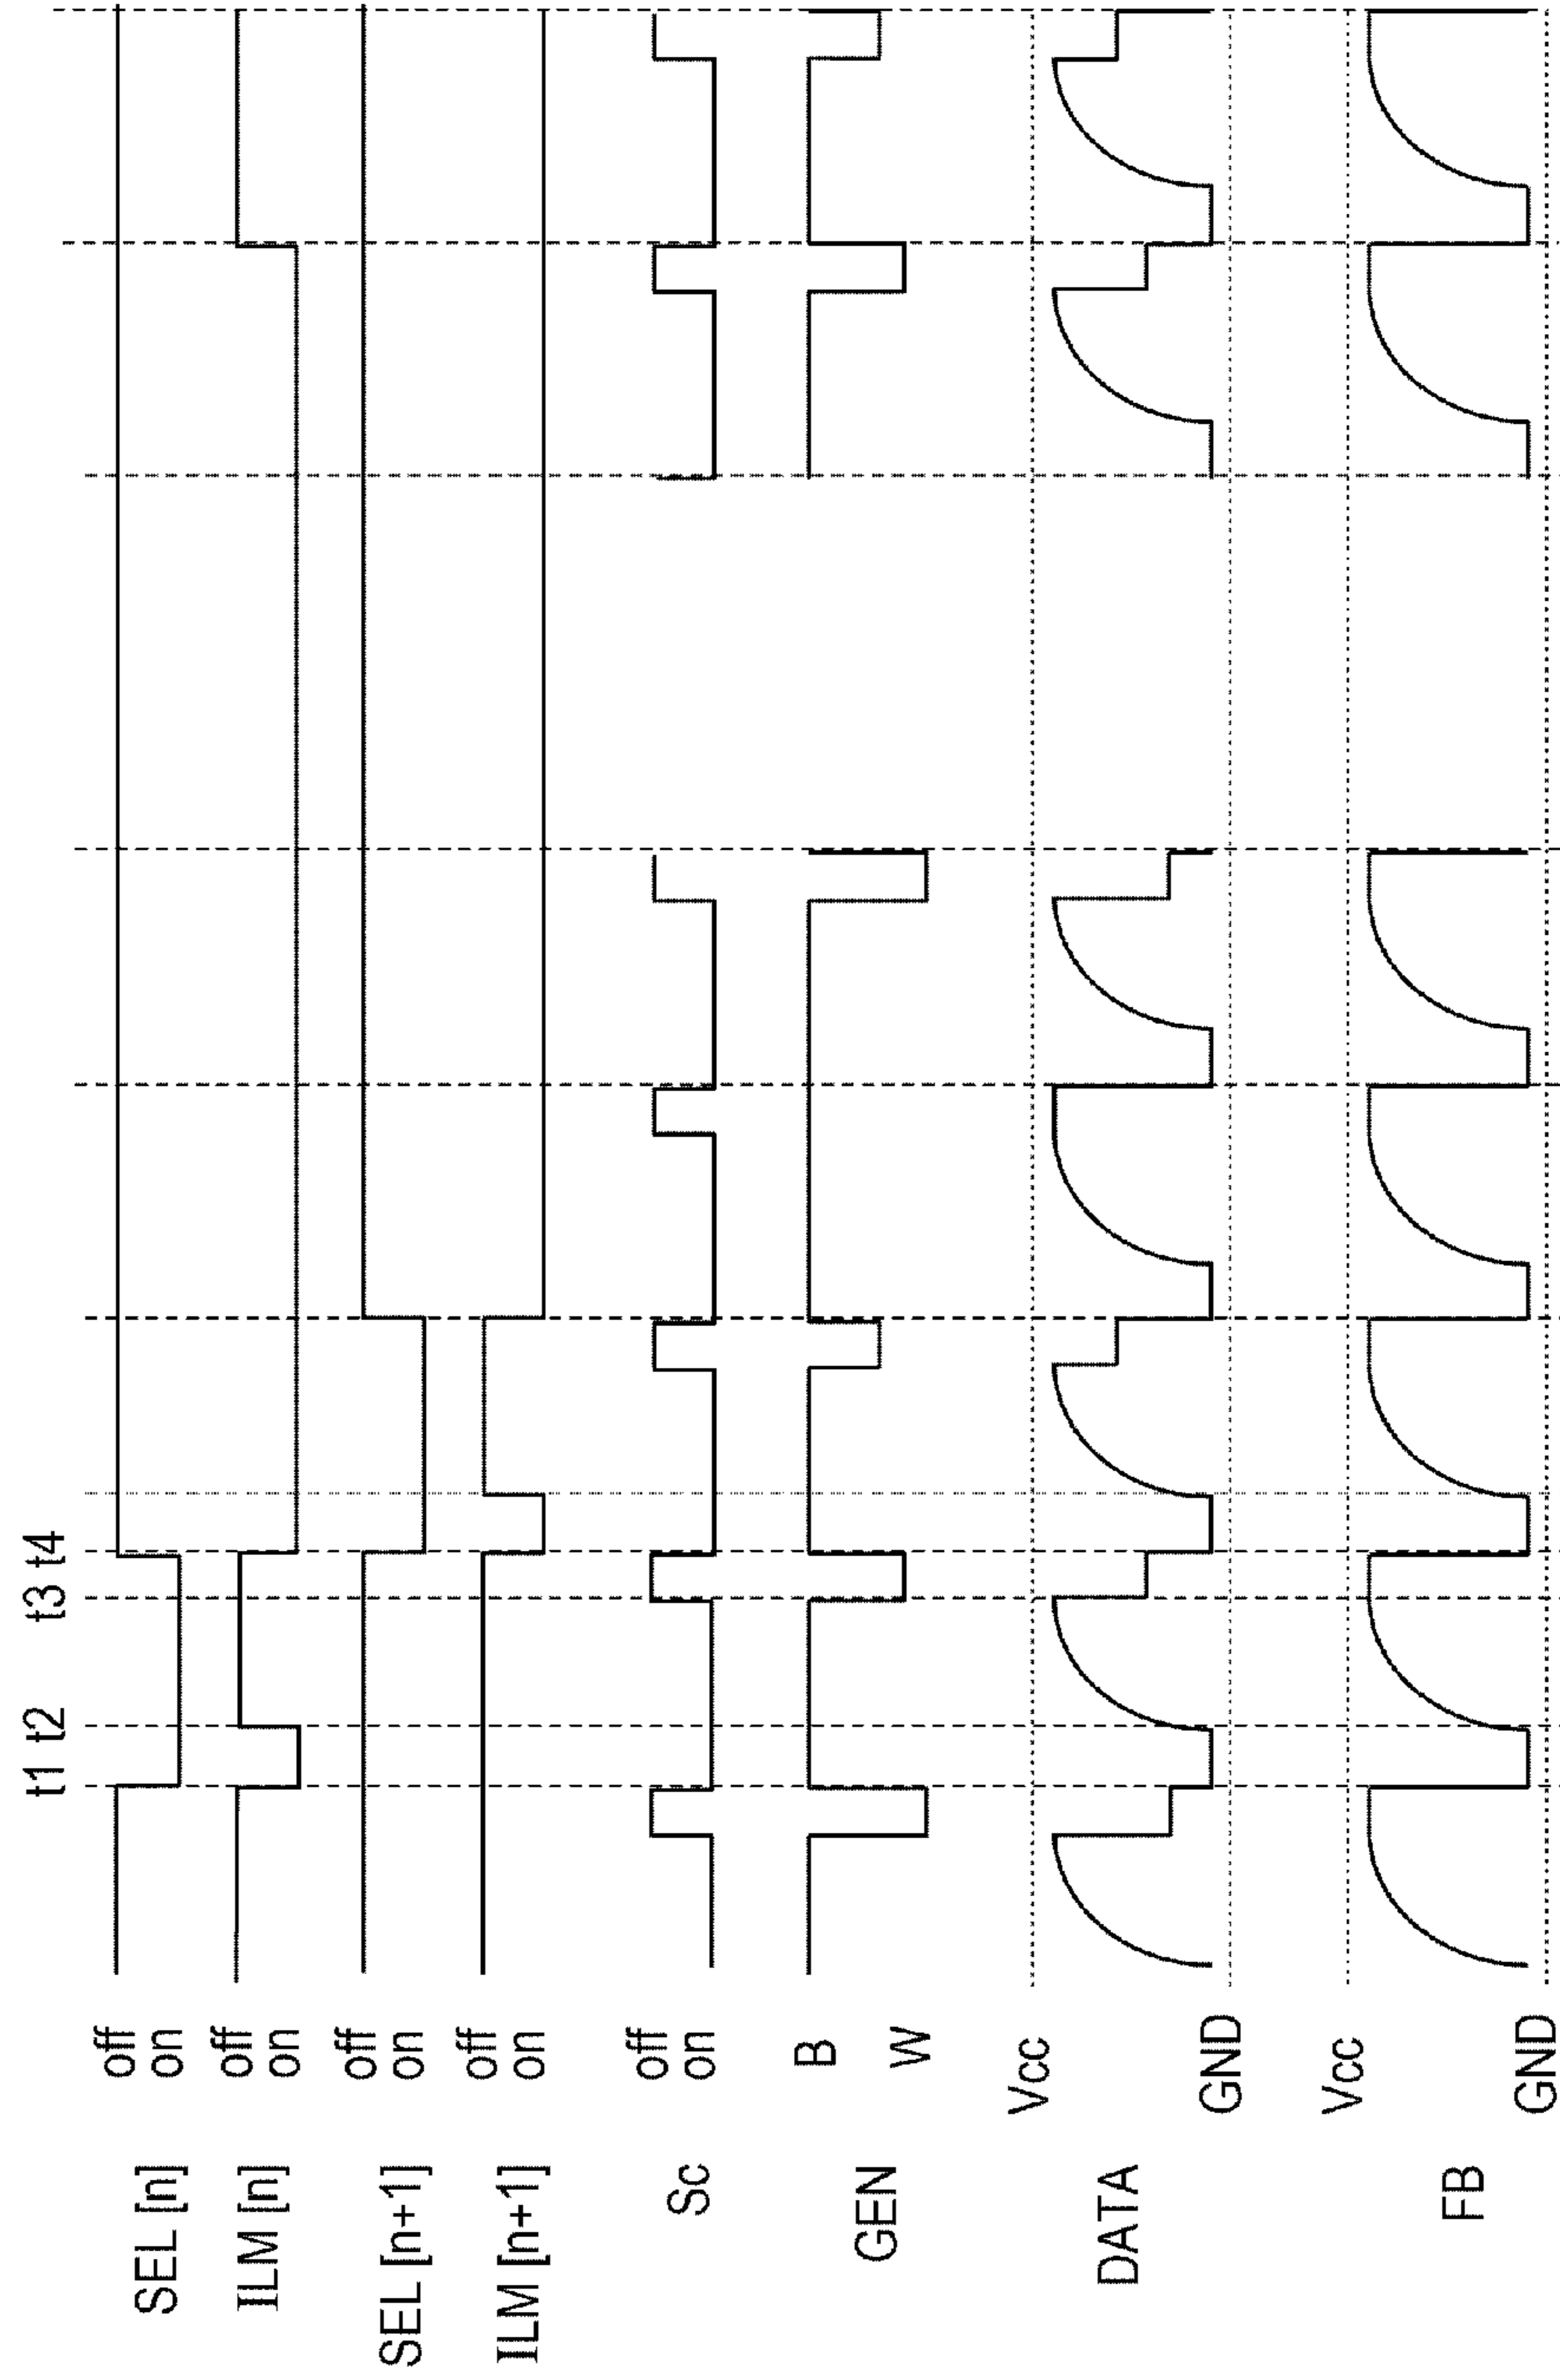 t1 t2 t3 t4
SEL [n] off
on
ILM [n] off
on
SEL [n+1] off
on
ILM [n+1] off
on
Sc off
on
GEN B
W
DATA Vcc
GND
FB Vcc
GND